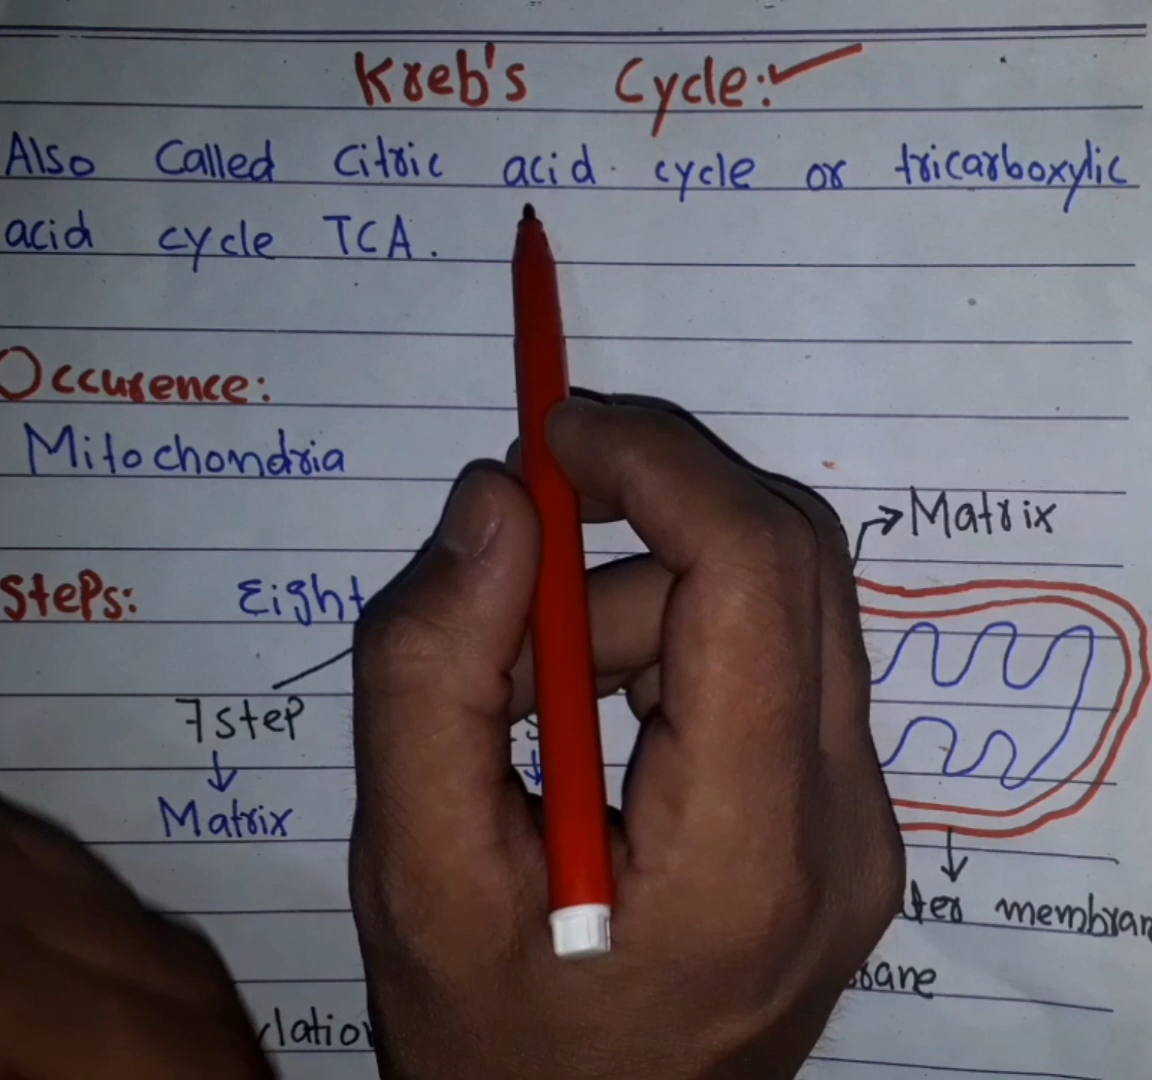 Kreb's Cycle:
Also Called Citric acid cycle or tricarboxylic
acid cycle TCA.
Occurence:
Mitochondria
Matrix
Steps: Eight
7 step
Matrix
membran